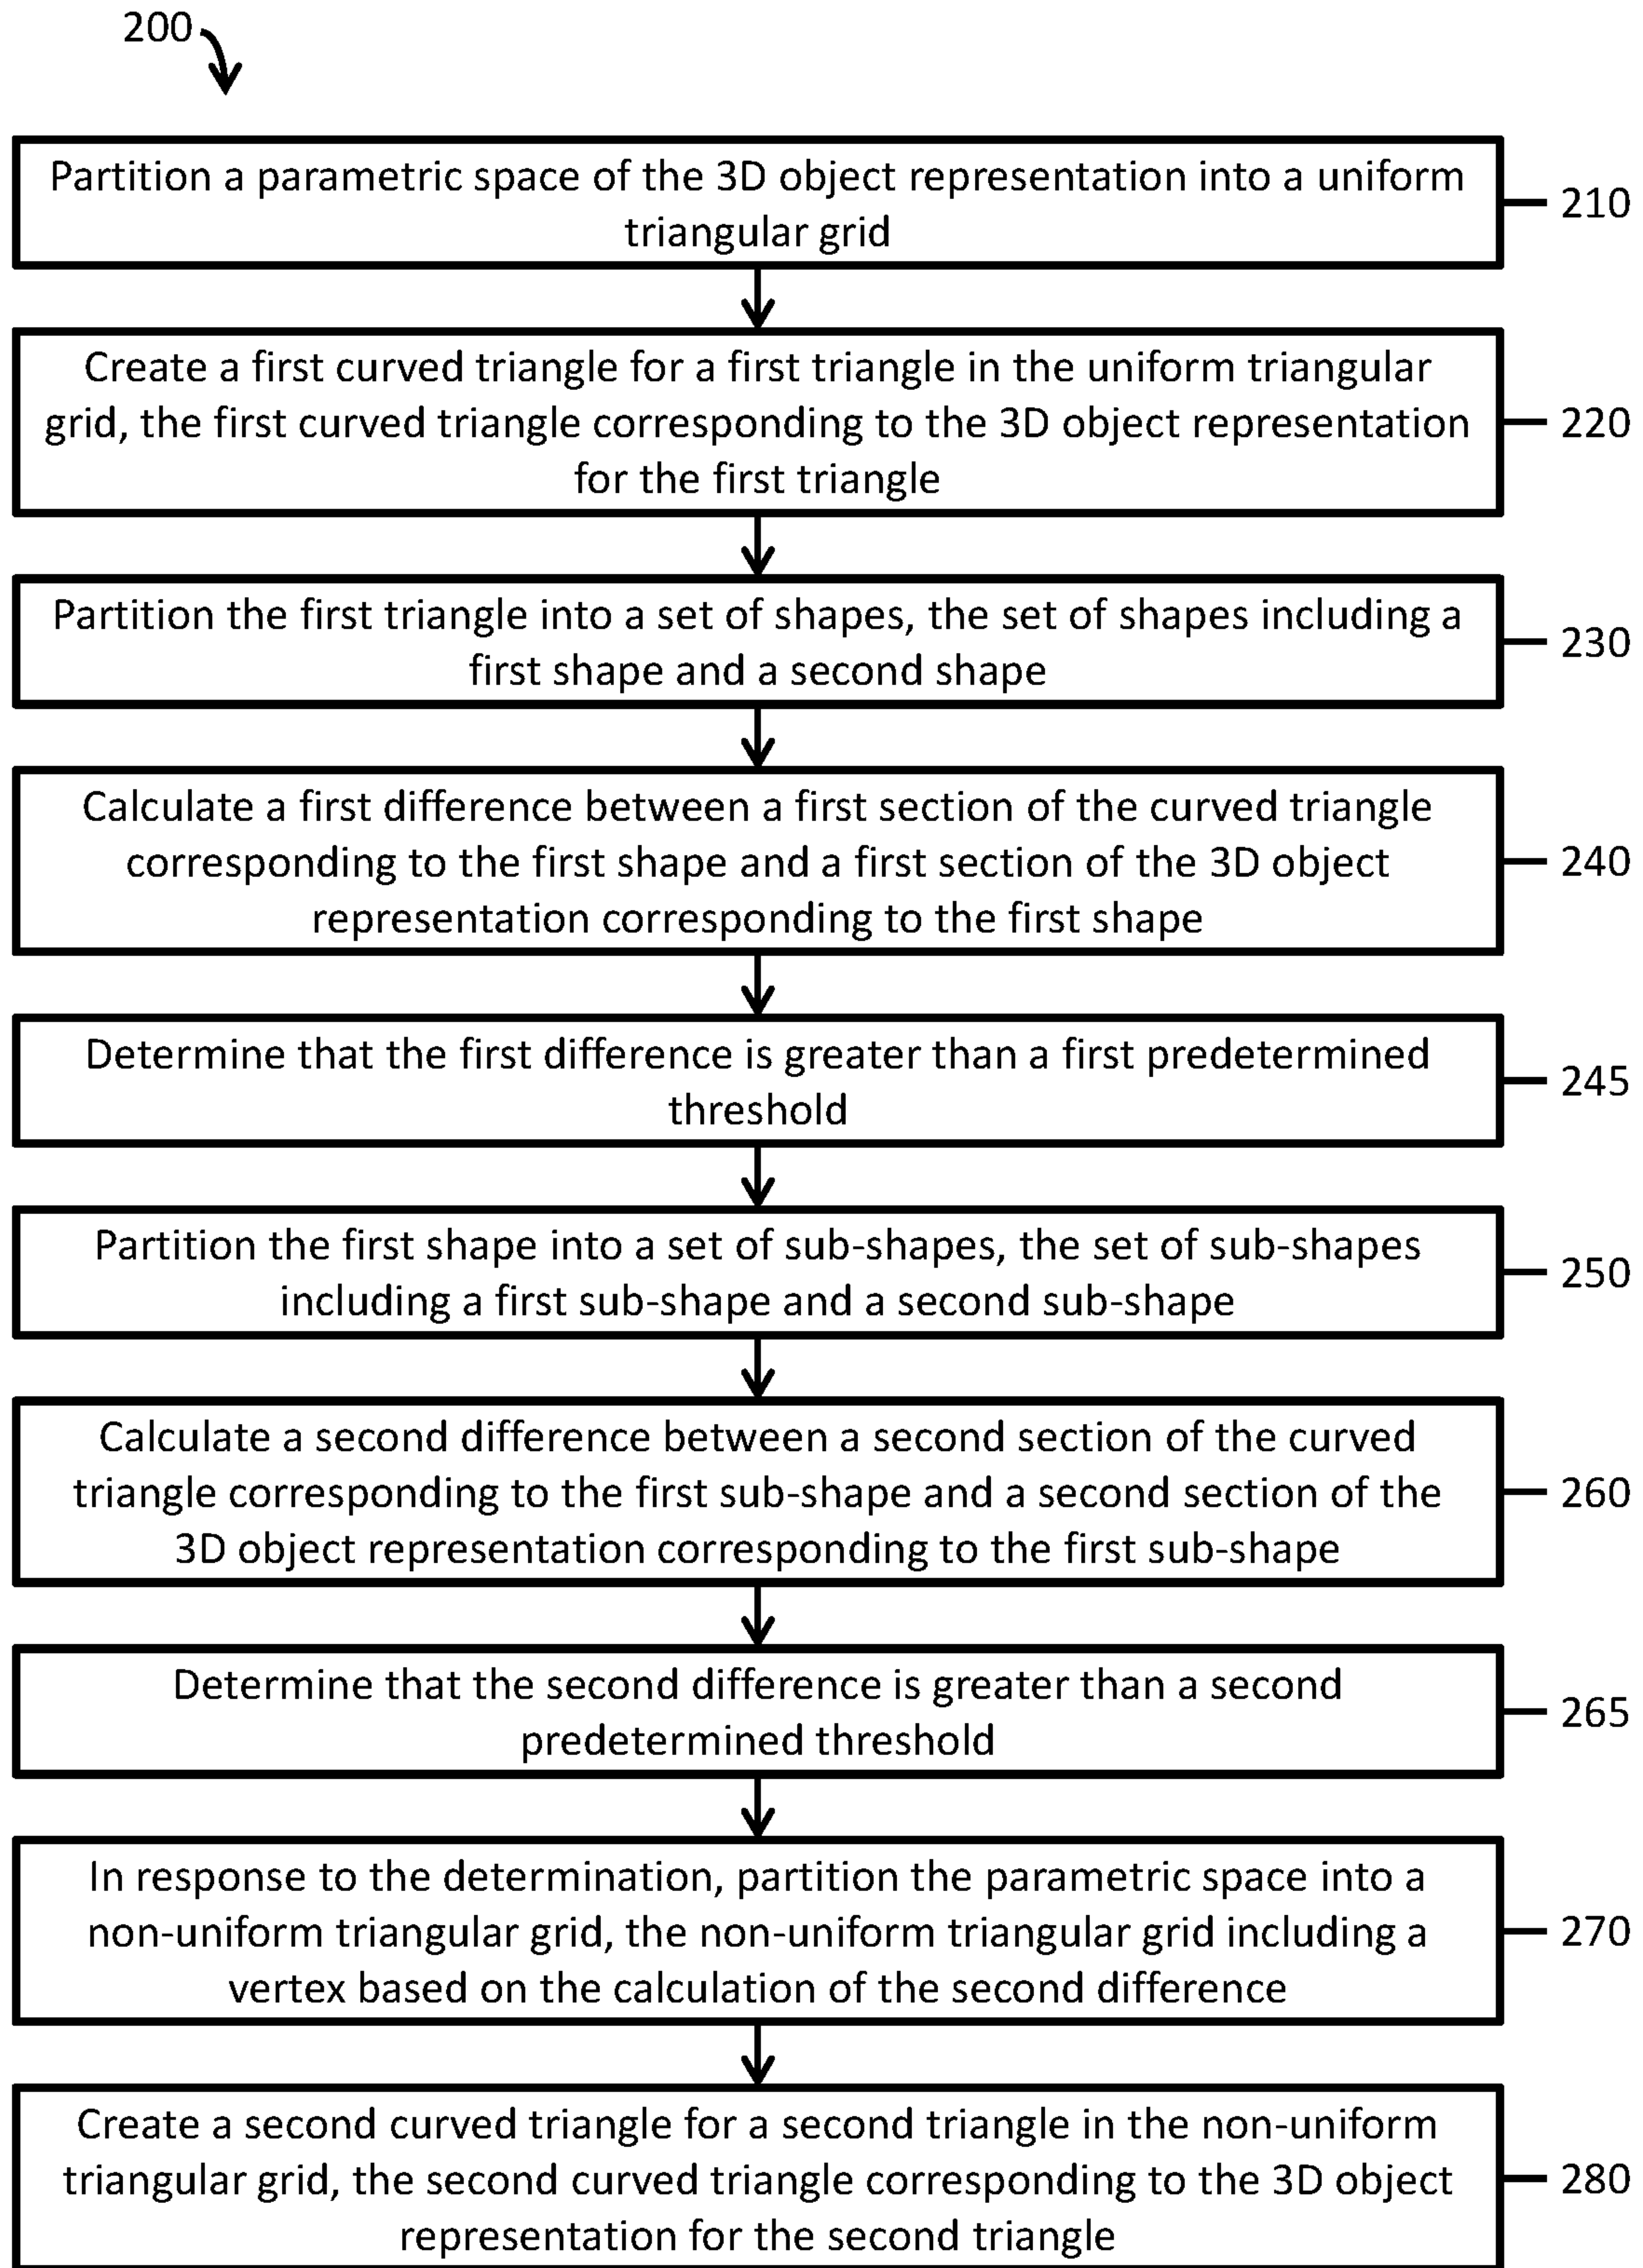 200
Partition a parametric space of the 3D object representation into a uniform
triangular grid
210
Create a first curved triangle for a first triangle in the uniform triangular
grid, the first curved triangle corresponding to the 3D object representation
for the first triangle
220
Partition the first triangle into a set of shapes, the set of shapes including a
first shape and a second shape
230
Calculate a first difference between a first section of the curved triangle
corresponding to the first shape and a first section of the 3D object
representation corresponding to the first shape
240
Determine that the first difference is greater than a first predetermined
threshold
245
Partition the first shape into a set of sub-shapes, the set of sub-shapes
including a first sub-shape and a second sub-shape
250
Calculate a second difference between a second section of the curved
triangle corresponding to the first sub-shape and a second section of the
3D object representation corresponding to the first sub-shape
260
Determine that the second difference is greater than a second
predetermined threshold
265
In response to the determination, partition the parametric space into a
non-uniform triangular grid, the non-uniform triangular grid including a
vertex based on the calculation of the second difference
270
Create a second curved triangle for a second triangle in the non-uniform
triangular grid, the second curved triangle corresponding to the 3D object
representation for the second triangle
280